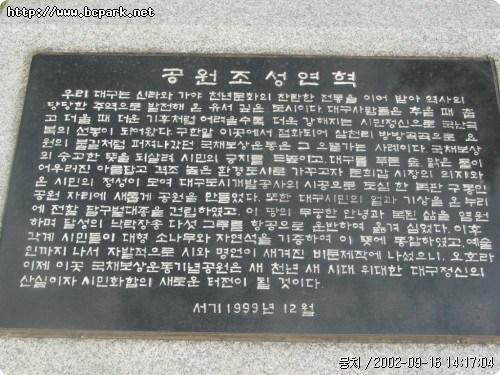 http://www.bcpark.net/
공원조성연혁
우리 대구는 신라와 가야 천년문화의 찬란한 전통을 이어 받아 역사의
당당한 주역으로 발전해 온 유서 깊은 도시이다. 대구사람들은 추울 때 춥
고 더울 때 더운 기후처럼 어려울수록 더욱 강해지는 시민정신으로 국난극
복의 선봉이 되어왔다. 구한말 이곳에서 점화되어 삼천리 방방곡곡으로 요
원의 불길같이 퍼져나갔던 국채보상운동은 그 으뜸가는 사례이다. 국채보상
의 숭고한 뜻을 되살려 시민의 긍지를 드높이고, 대구를 푸른 숲, 맑은 물이
어우러진 아름답고 격조 높은 환경도시로 가꾸고자 문희갑 시장의 의지와
온 시민의 정성이 모여 대구도시개발공사의 시공으로 도심 한 복판 구 동인
공원 자리에 새롭게 공원을 만들었다. 또한 대구시민의 얼과 기상을 온 누리
에 전할 달구벌대종을 건립하였고, 이 땅의 무궁한 안녕과 복된 삶을 염원
하며 달성의 낙락장송 다섯 그루를 항공으로 운반하여 옮겨 심었다. 이후
각계 시민들이 대형 소나무와 자연석을 기증하여 이 뜻에 동참하였고, 예술
인까지 나서 자발적으로 시와 명언이 새겨진 비문제작에 나섰으니, 오호라
이제 이곳 국채보상운동기념공원은 새 천년 새 시대 위대한 대구정신의
산실이자 시민화합의 새로운 터전이 될 것이다.
서기 1999년 12월
뭉치 / 2002-09-16 14:17:04